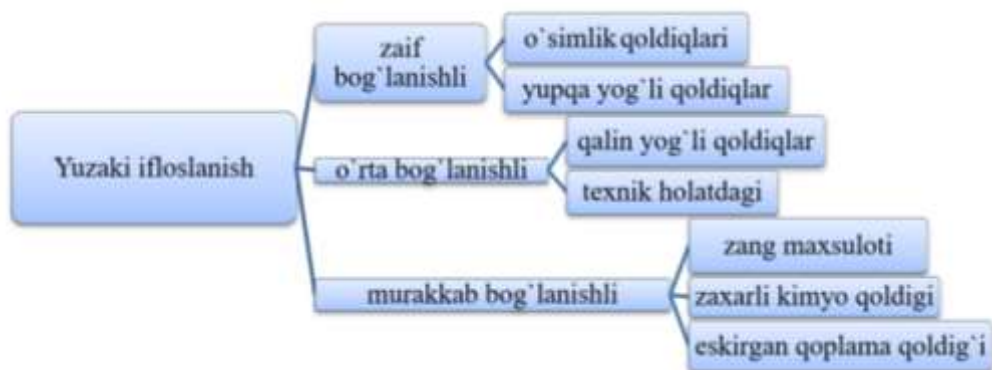 Yuzaki ifloslanish
zaif
bog`lanishli
o`simlik qoldiqlari
yupqa yog`li qoldiqlar
o`rta bog`lanishli
qalin yog`li qoldiqlar
texnik holatdagi
murakkab bog`lanishli
zang maxsuloti
zaxarli kimyo qoldigi
eskirgan qoplama qoldig`i